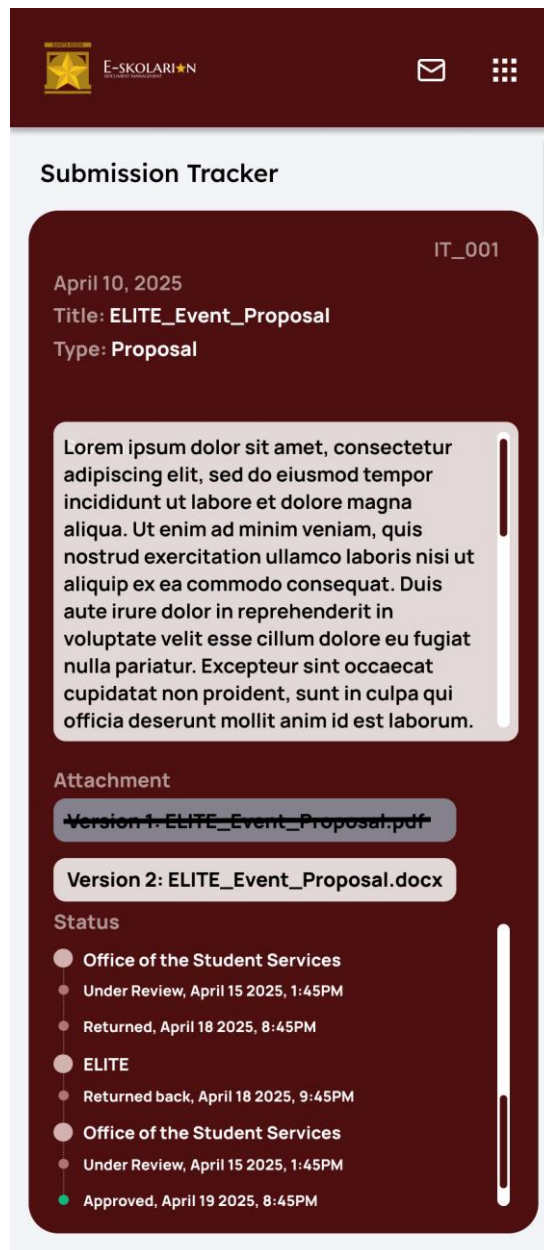 SANTA ROSA
E-SKOLARI★N
DOCUMENT MANAGEMENT
Submission Tracker
IT_001
April 10, 2025
Title: ELITE_Event_Proposal
Type: Proposal
Lorem ipsum dolor sit amet, consectetur
adipiscing elit, sed do eiusmod tempor
incididunt ut labore et dolore magna
aliqua. Ut enim ad minim veniam, quis
nostrud exercitation ullamco laboris nisi ut
aliquip ex ea commodo consequat. Duis
aute irure dolor in reprehenderit in
voluptate velit esse cillum dolore eu fugiat
nulla pariatur. Excepteur sint occaecat
cupidatat non proident, sunt in culpa qui
officia deserunt mollit anim id est laborum.
Attachment
Version 1: ELITE_Event_Proposal.pdf
Version 2: ELITE_Event_Proposal.docx
Status
Office of the Student Services
Under Review, April 15 2025, 1:45PM
Returned, April 18 2025, 8:45PM
ELITE
Returned back, April 18 2025, 9:45PM
Office of the Student Services
Under Review, April 15 2025, 1:45PM
Approved, April 19 2025, 8:45PM